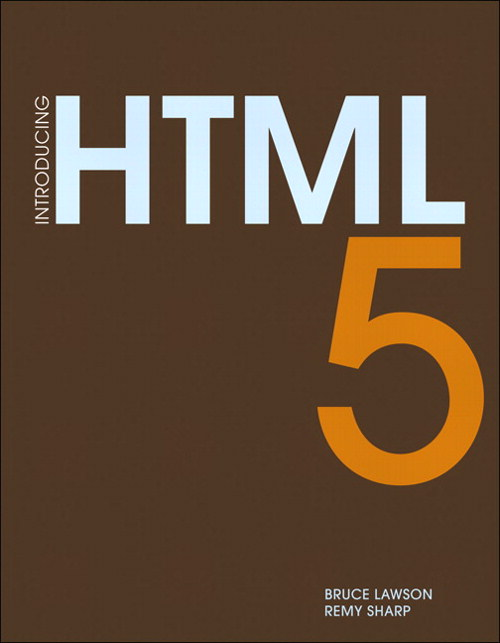 INTRODUCING
HTML
5
BRUCE LAWSON
REMY SHARP